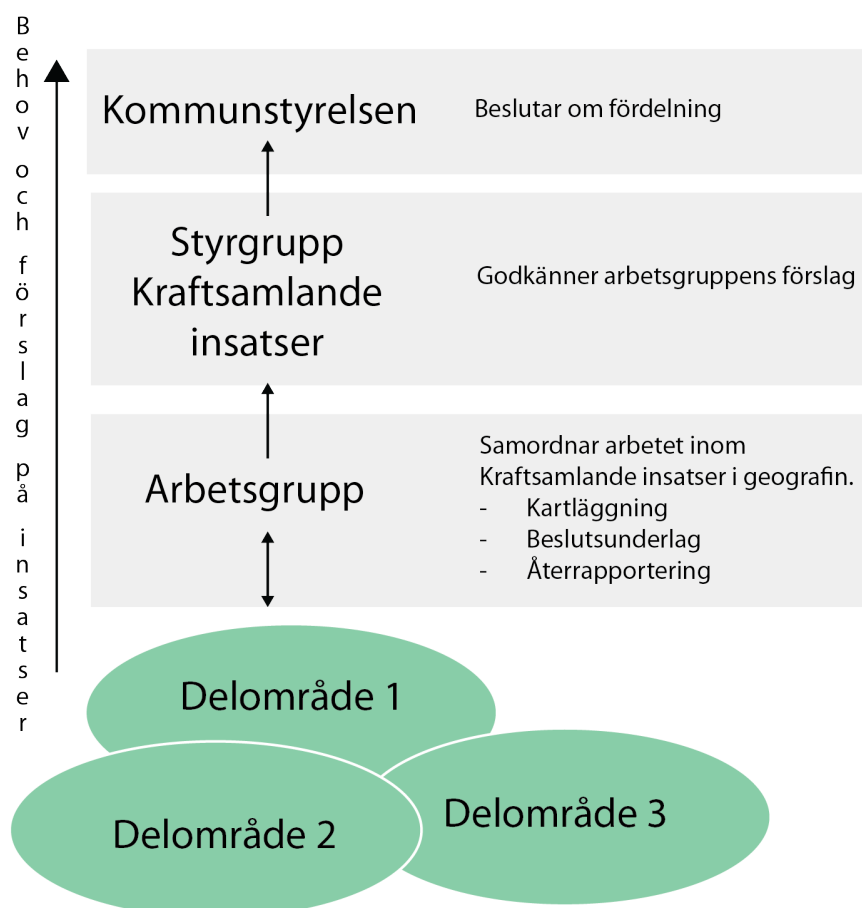 Behov och förslag på insatser
Kommunstyrelsen
Beslutar om fördelning
Styrgrupp
Kraftsamlande
insatser
Godkänner arbetsgruppens förslag
Arbetsgrupp
Samordnar arbetet inom
Kraftsamlande insatser i geografin.
- Kartläggning
- Beslutsunderlag
- Återrapportering
Delområde 1
Delområde 2
Delområde 3